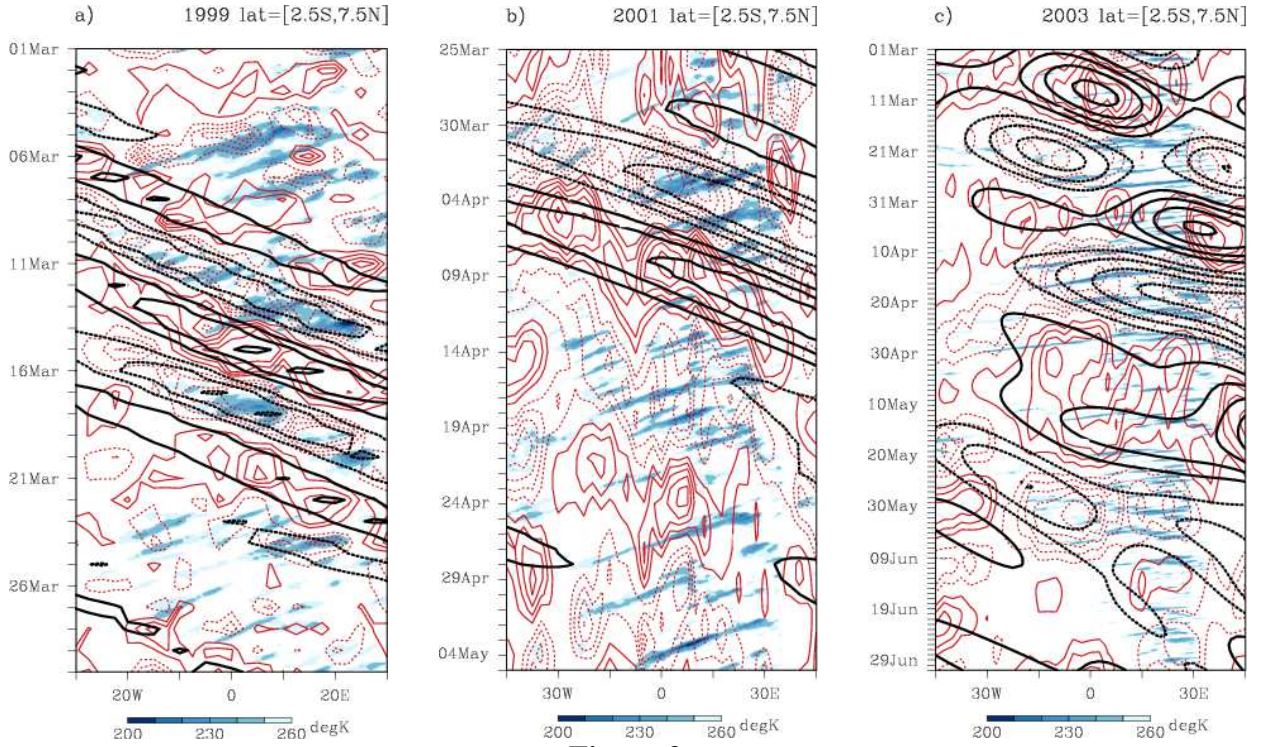 a) 1999 lat=[2.5S,7.5N]
01Mar
06Mar
11Mar
16Mar
21Mar
26Mar
20W 0 20E
200 230 260 degK
b) 2001 lat=[2.5S,7.5N]
25Mar
30Mar
04Apr
09Apr
14Apr
19Apr
24Apr
29Apr
04May
30W 0 30E
200 230 260 degK
c) 2003 lat=[2.5S,7.5N]
01Mar
11Mar
21Mar
31Mar
10Apr
20Apr
30Apr
10May
20May
30May
09Jun
19Jun
29Jun
30W 0 30E
200 230 260 degK